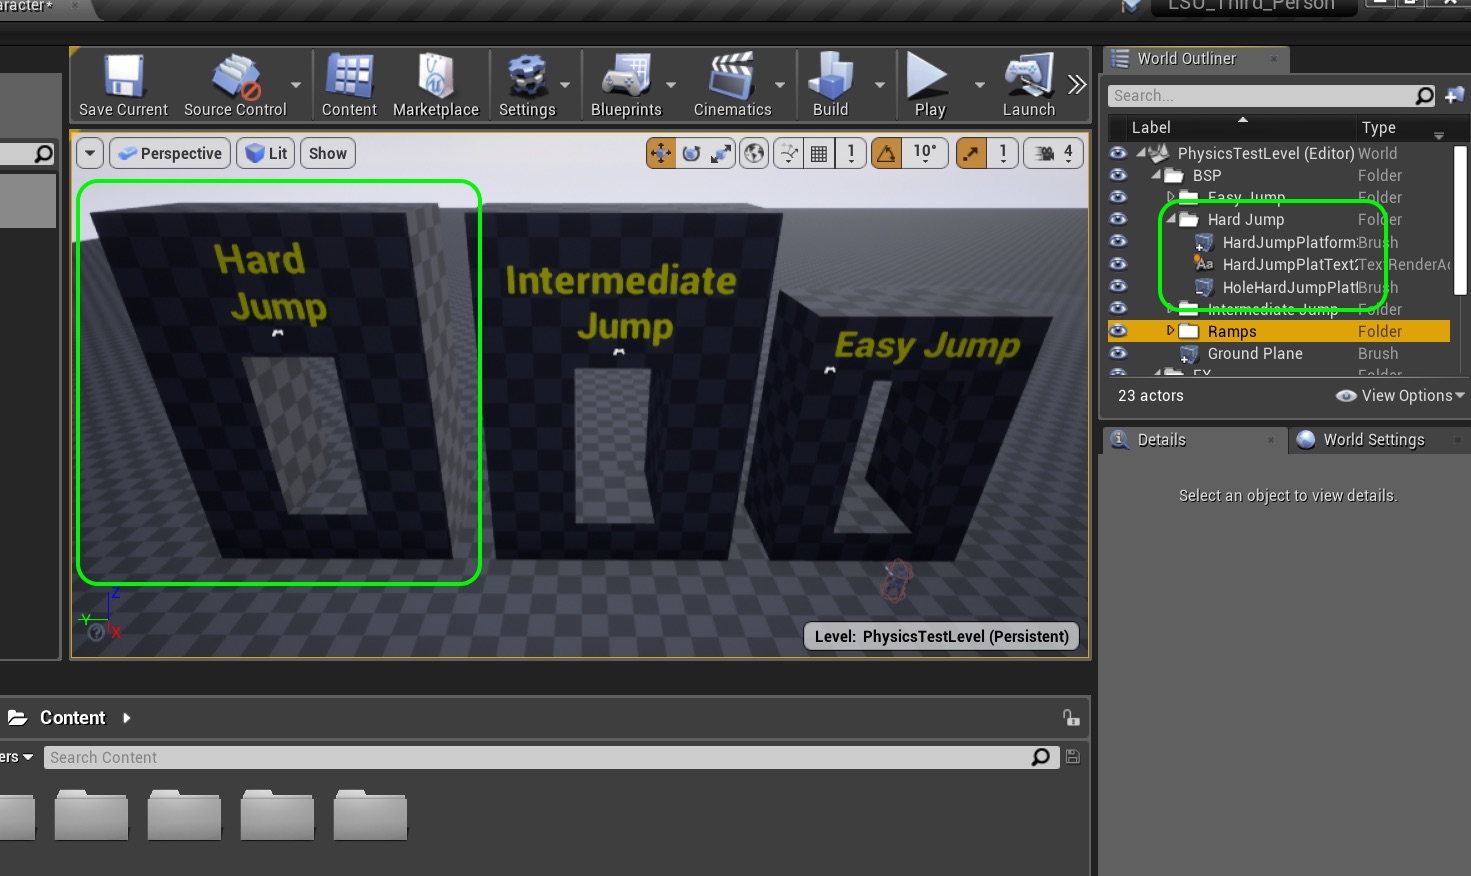 aracter*
LSU_Third_Person
Save Current
Source Control
Content
Marketplace
Settings
Blueprints
Cinematics
Build
Play
Launch
Perspective
Lit
Show
1
10°
1
4
Hard
Jump
Intermediate
Jump
Easy Jump
Z
Y
X
?
Level: PhysicsTestLevel (Persistent)
World Outliner
Search...
Label Type
PhysicsTestLevel (Editor) World
BSP Folder
Easy Jump Folder
Hard Jump Folder
HardJumpPlatform Brush
Aa HardJumpPlatText TextRenderAc
HoleHardJumpPlatf Brush
Intermediate Jump Folder
Ramps Folder
Ground Plane Brush
FX Folder
23 actors View Options
Details World Settings
Select an object to view details.
Content
ers
Search Content